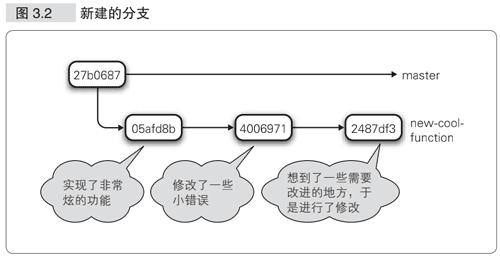 图 3.2 新建的分支
27b0687
master
05afd8b
4006971
2487df3
new-cool-
function
实现了非常
炫的功能
修改了一些
小错误
想到了一些需要
改进的地方，于
是进行了修改